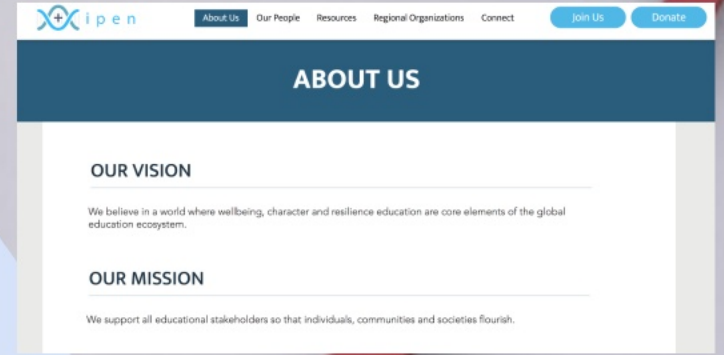 ipen
About Us Our People Resources Regional Organizations Connect Join Us Donate
ABOUT US
OUR VISION
We believe in a world where wellbeing, character and resilience education are core elements of the global
education ecosystem.
OUR MISSION
We support all educational stakeholders so that individuals, communities and societies flourish.